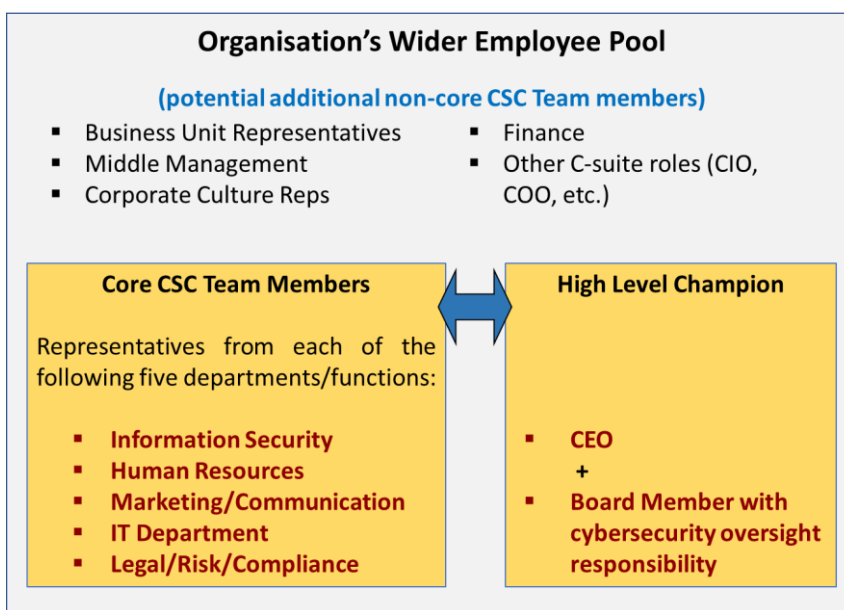 Organisation's Wider Employee Pool
(potential additional non-core CSC Team members)
▪ Business Unit Representatives
▪ Middle Management
▪ Corporate Culture Reps
▪ Finance
▪ Other C-suite roles (CIO,
COO, etc.)
Core CSC Team Members
Representatives from each of the
following five departments/functions:
▪ Information Security
▪ Human Resources
▪ Marketing/Communication
▪ IT Department
▪ Legal/Risk/Compliance
High Level Champion
▪ CEO
+
▪ Board Member with
cybersecurity oversight
responsibility